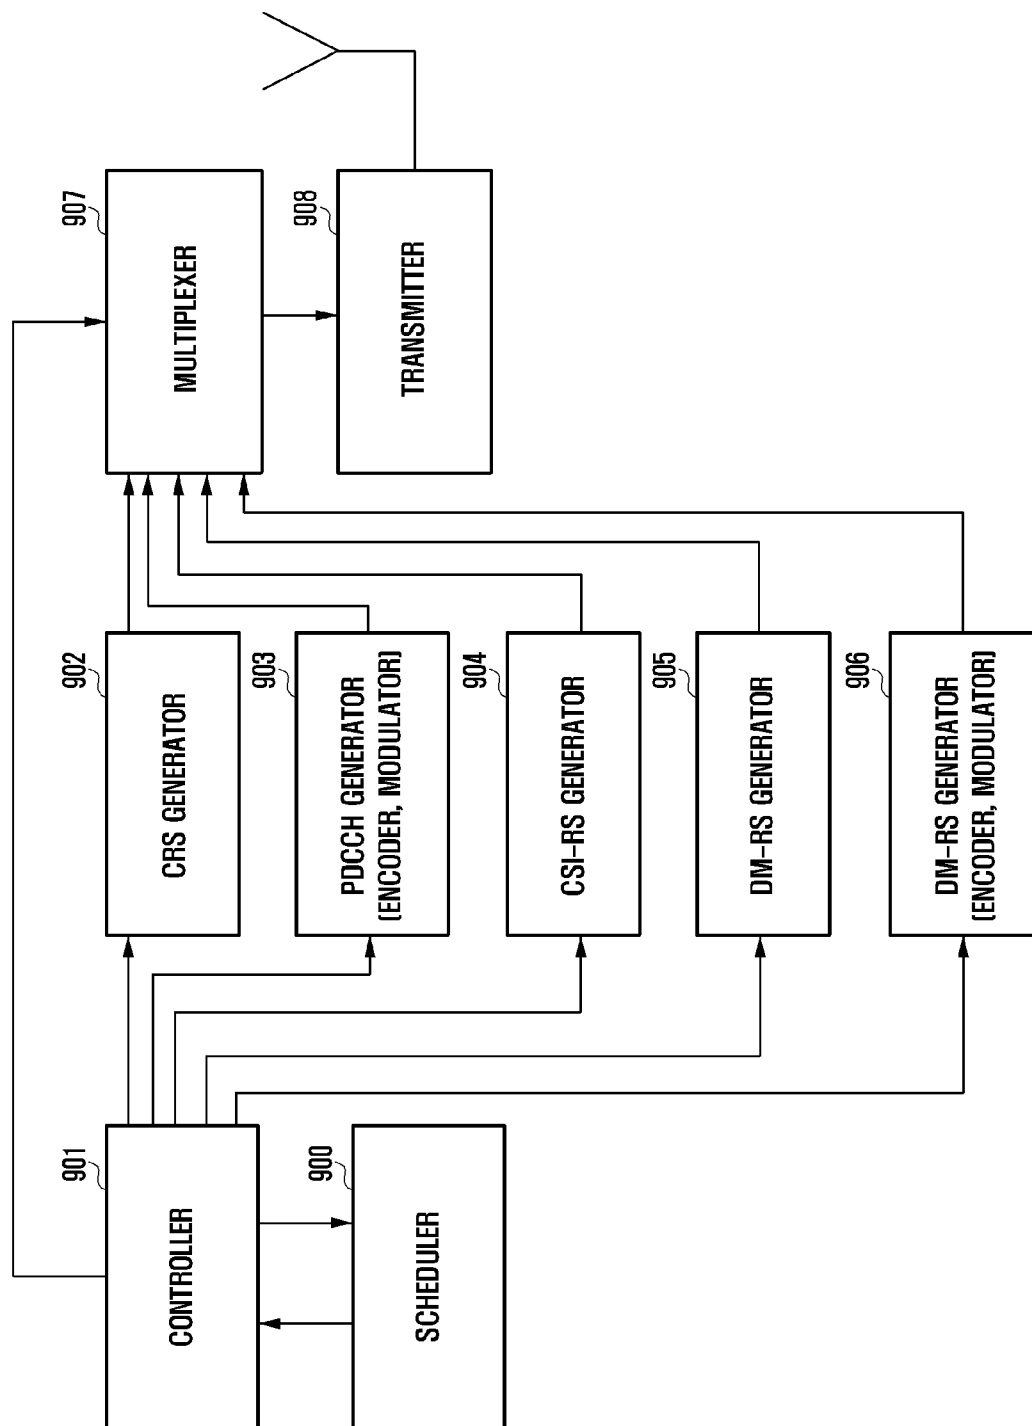 901
CONTROLLER
900
SCHEDULER
902
CRS GENERATOR
903
PDCCH GENERATOR
(ENCODER, MODULATOR)
904
CSI-RS GENERATOR
905
DM-RS GENERATOR
906
DM-RS GENERATOR
(ENCODER, MODULATOR)
907
MULTIPLEXER
908
TRANSMITTER